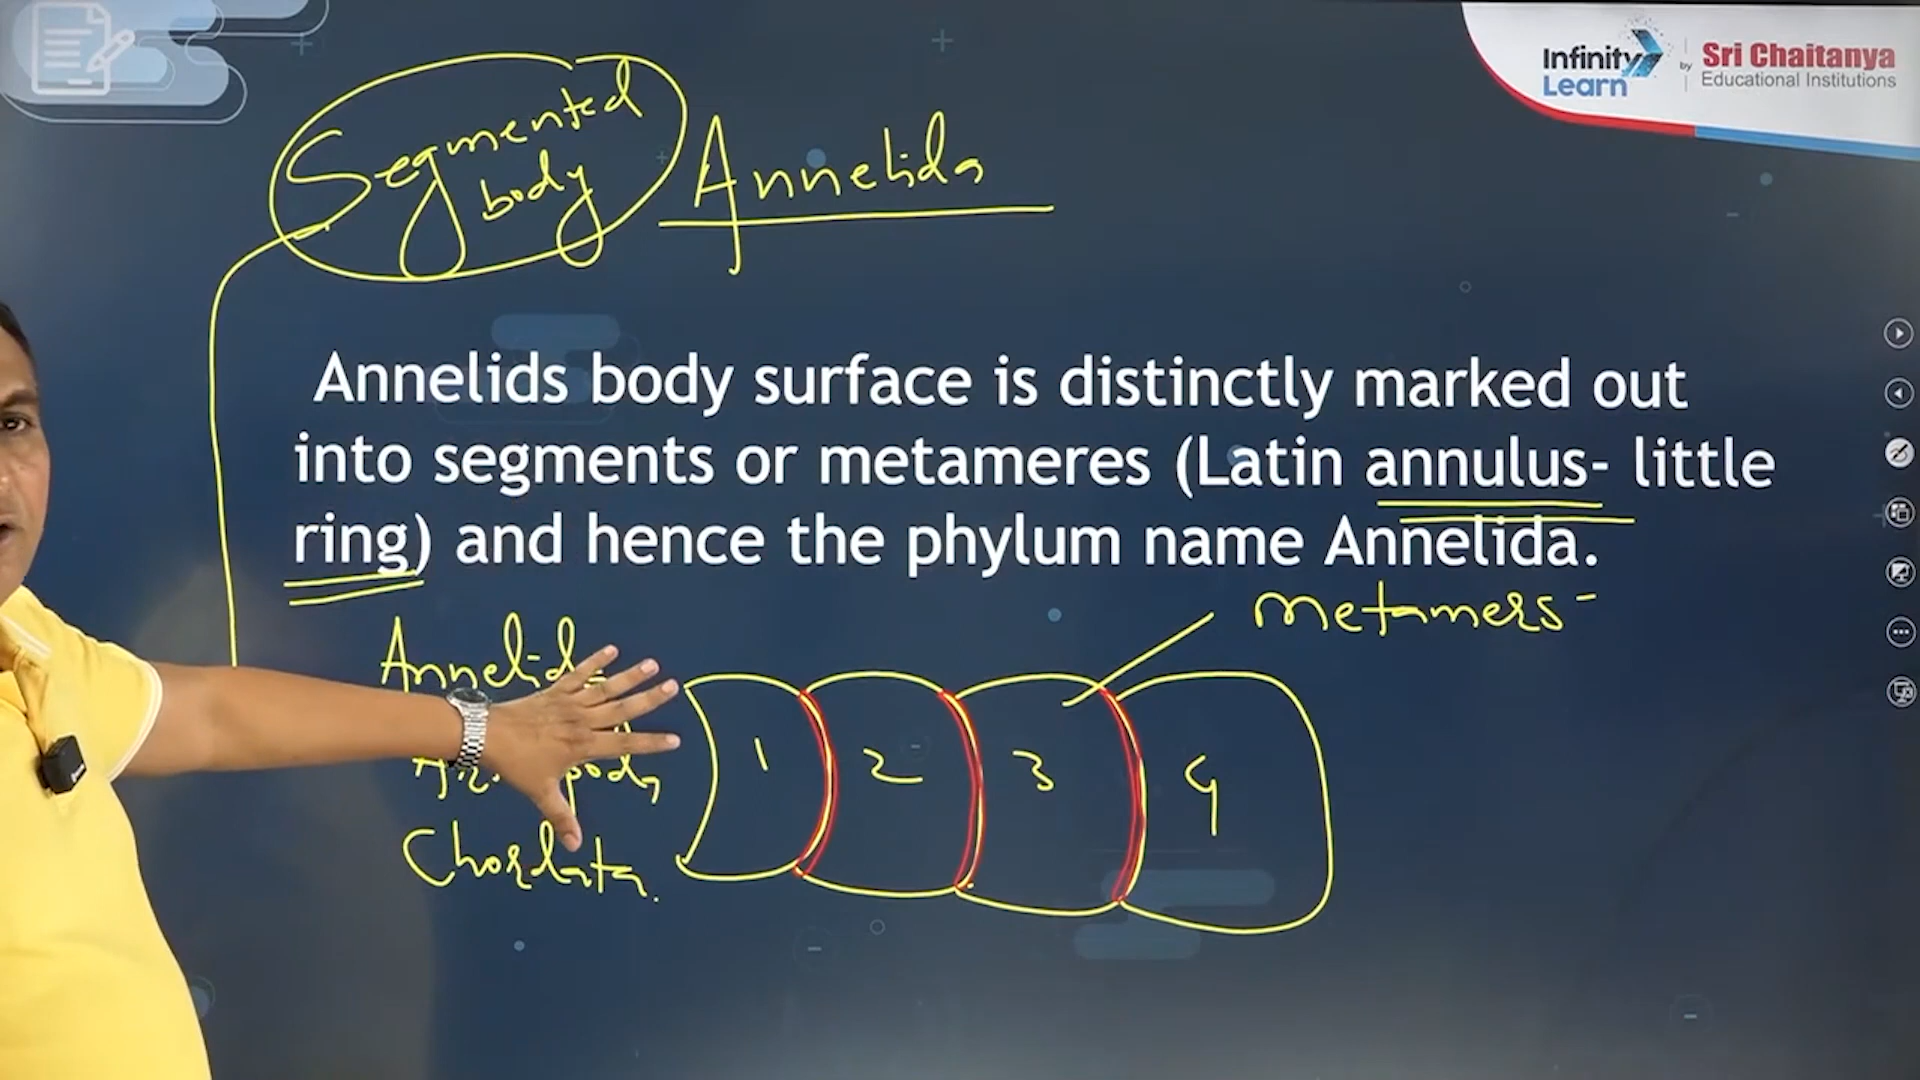 Infinity Learn by Sri Chaitanya
Educational Institutions
Segmented
body
Annelida
Annelids body surface is distinctly marked out
into segments or metameres (Latin annulus- little
ring) and hence the phylum name Annelida.
Metamers-
1 2 3 4
Chordata.